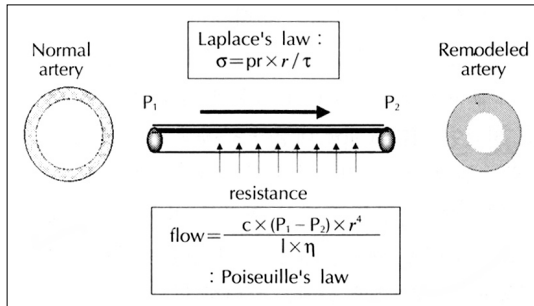 Laplace's law :
σ=pr×r/τ
Normal
artery
Remodeled
artery
P₁
P₂
resistance
flow= c×(P₁−P₂)×r⁴ / l×η
: Poiseuille's law